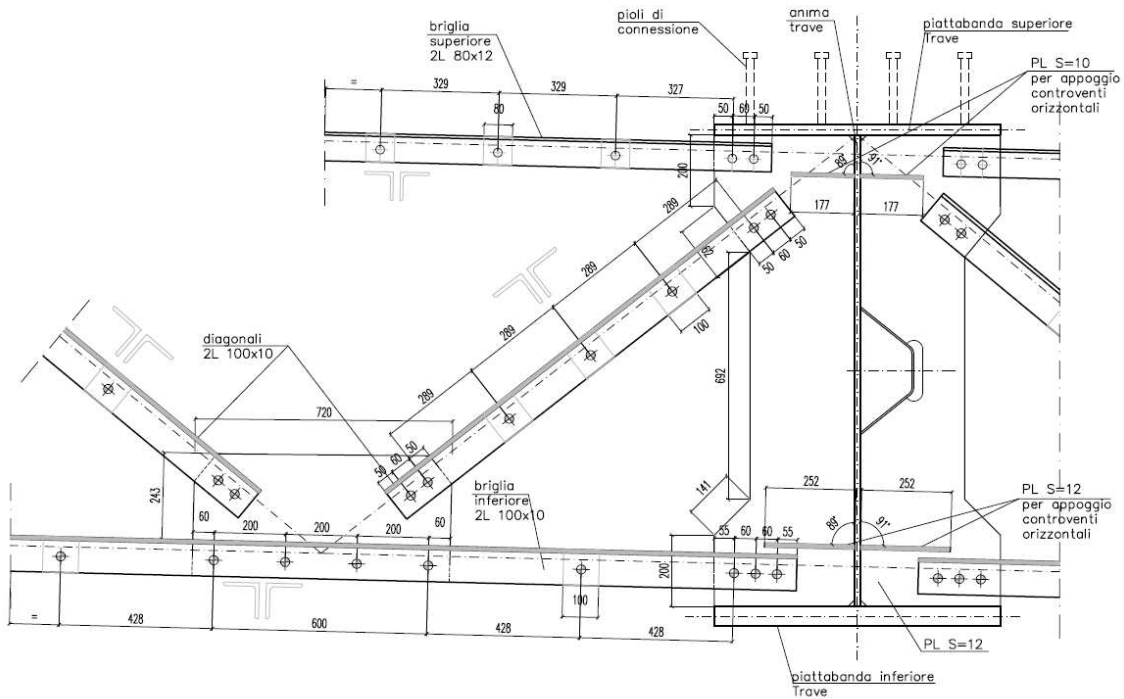 pioli di
connessione
anima
trave
piattabanda superiore
Trave
briglia
superiore
2L 80x12
PL S=10
per appoggio
controventi
orizzontali
=
329
329
327
80
50
60
50
200
89°
91°
177
177
289
289
289
289
62
50
60
50
100
692
diagonali
2L 100x10
720
50
60
50
243
briglia
inferiore
2L 100x10
60
200
200
200
60
141
252
252
PL S=12
per appoggio
controventi
orizzontali
89°
91°
55
60
60
55
200
100
=
428
600
428
428
PL S=12
piattabanda inferiore
Trave